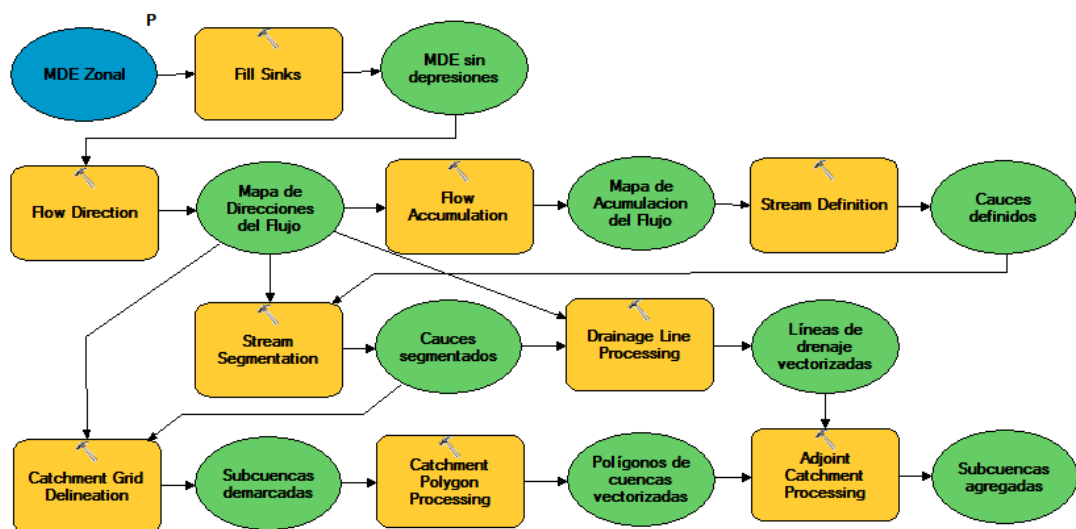 P
MDE Zonal
Fill Sinks
MDE sin
depresiones
Flow Direction
Mapa de
Direcciones
del Flujo
Flow
Accumulation
Mapa de
Acumulacion
del Flujo
Stream Definition
Cauces
definidos
Stream
Segmentation
Cauces
segmentados
Drainage Line
Processing
Líneas de
drenaje
vectorizadas
Catchment Grid
Delineation
Subcuencas
demarcadas
Catchment
Polygon
Processing
Polígonos de
cuencas
vectorizadas
Adjoint
Catchment
Processing
Subcuencas
agregadas